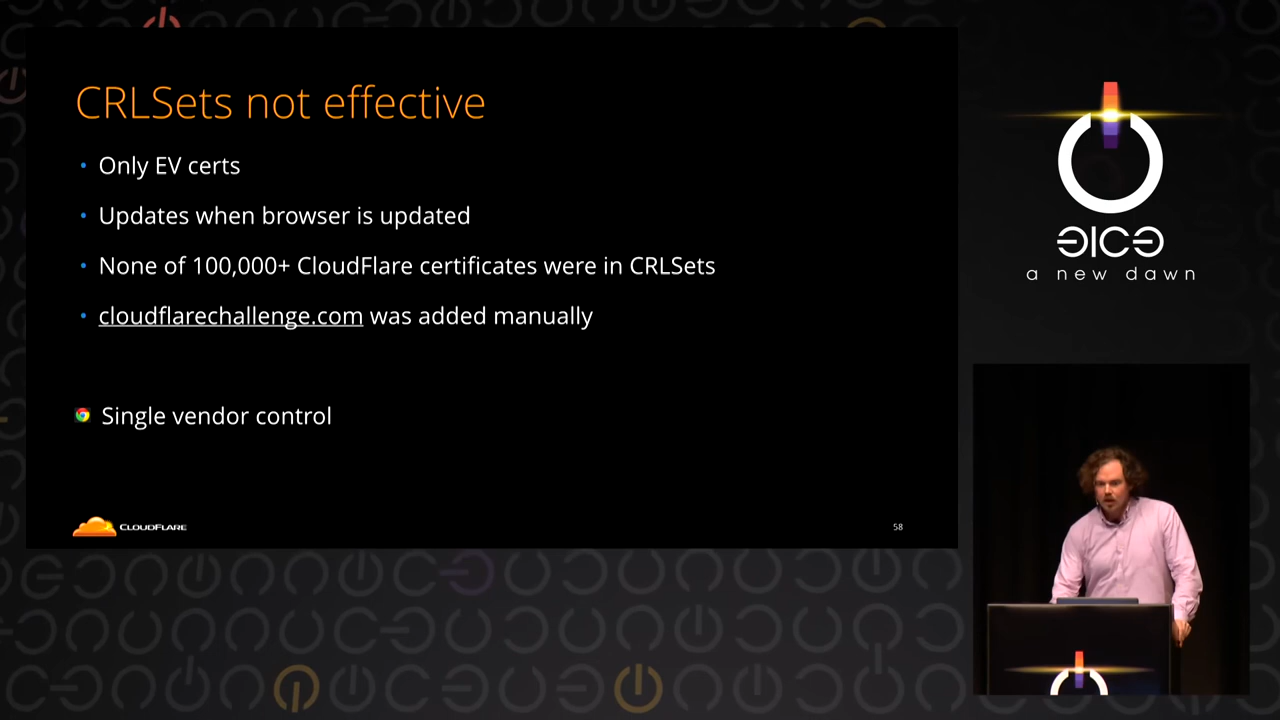 CRLSets not effective
Only EV certs
Updates when browser is updated
None of 100,000+ CloudFlare certificates were in CRLSets
cloudflarechallenge.com was added manually
Single vendor control
CLOUDFLARE
58
31C3
a new dawn